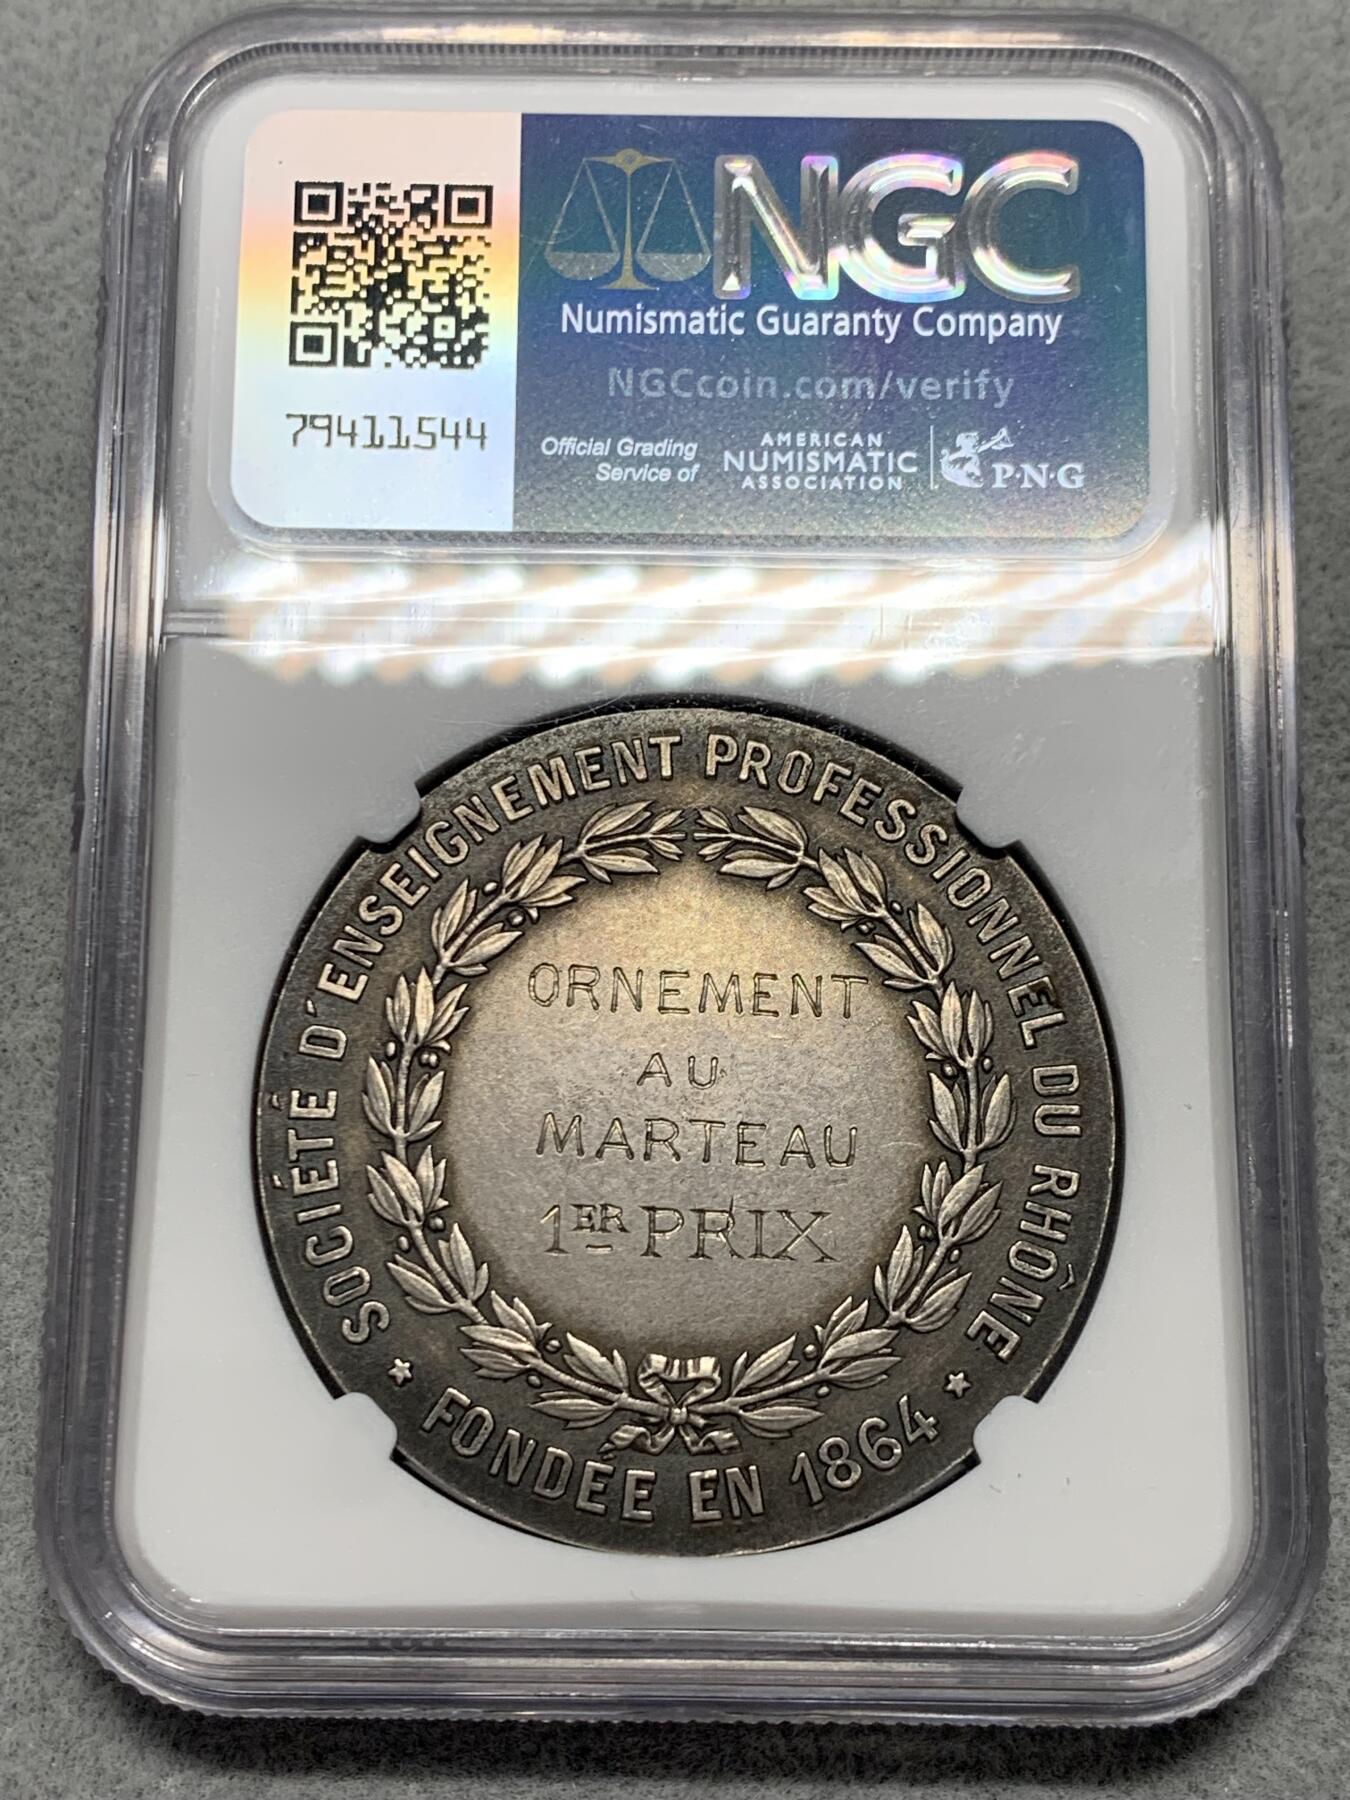 NGC
Numismatic Guaranty Company
NGCcoin.com/verify
79411544
Official Grading
Service of
AMERICAN
NUMISMATIC
ASSOCIATION
P·N·G
SOCIÉTÉ D'ENSEIGNEMENT PROFESSIONNEL DU RHÔNE
ORNEMENT
AU
MARTEAU
1ER PRIX
FONDÉE EN 1864